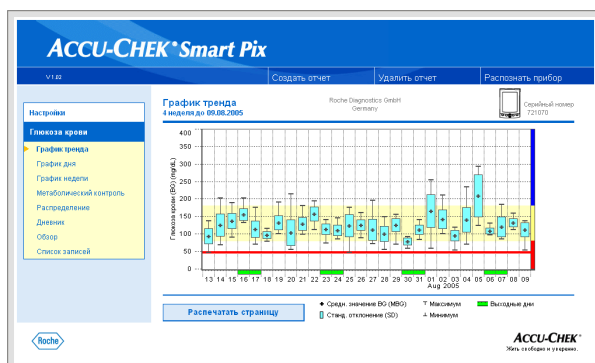 ACCU-CHEK® Smart Pix
V 1.02
Создать отчет
Удалить отчет
Распознать прибор
Настройки
Глюкоза крови
График тренда
График дня
График недели
Метаболический контроль
Распределение
Дневник
Обзор
Список записей
График тренда
4 недели до 09.08.2005
Roche Diagnostics GmbH
Germany
Серийный номер
721070
Глюкоза крови (BG) (mg/dL)
400
350
300
250
200
150
100
50
0
13 14 15 16 17 18 19 20 21 22 23 24 25 26 27 28 29 30 31 01 02 03 04 05 06 07 08 09
Aug 2005
Средн. значение BG (MBG)
Максимум
Выходные дни
Станд. отклонение (SD)
Минимум
Распечатать страницу
Roche
ACCU-CHEK®
Жить свободно и уверенно.